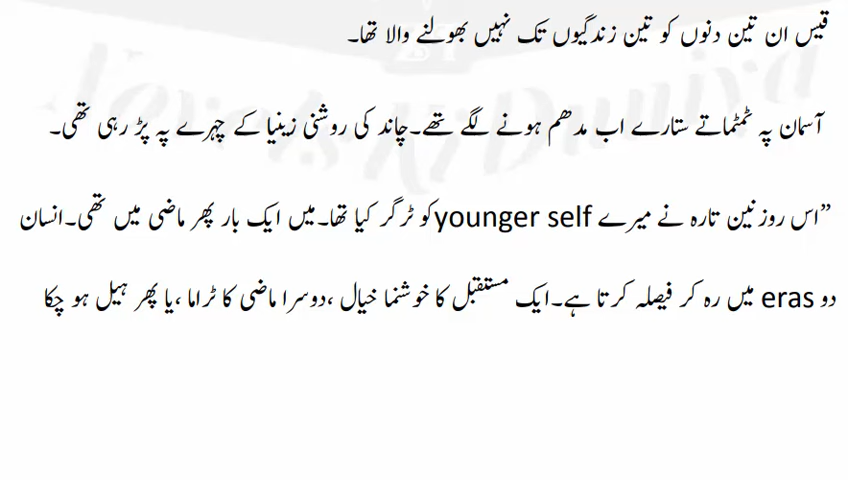 قیس ان تین دنوں کو تین زندگیوں تک نہیں بھولنے والا تھا۔
آسمان پہ ٹمٹماتے ستارے اب مدھم ہونے لگے تھے۔چاند کی روشنی زینیا کے چہرے پہ پڑ رہی تھی۔
”اس روز نین تارہ نے میرے younger self کو ٹرگر کیا تھا۔میں ایک بار پھر ماضی میں تھی۔انسان
دو eras میں رہ کر فیصلہ کرتا ہے۔ایک مستقبل کا خوشنما خیال ،دوسرا ماضی کا ٹراما ،یا پھر ہیل ہو چکا